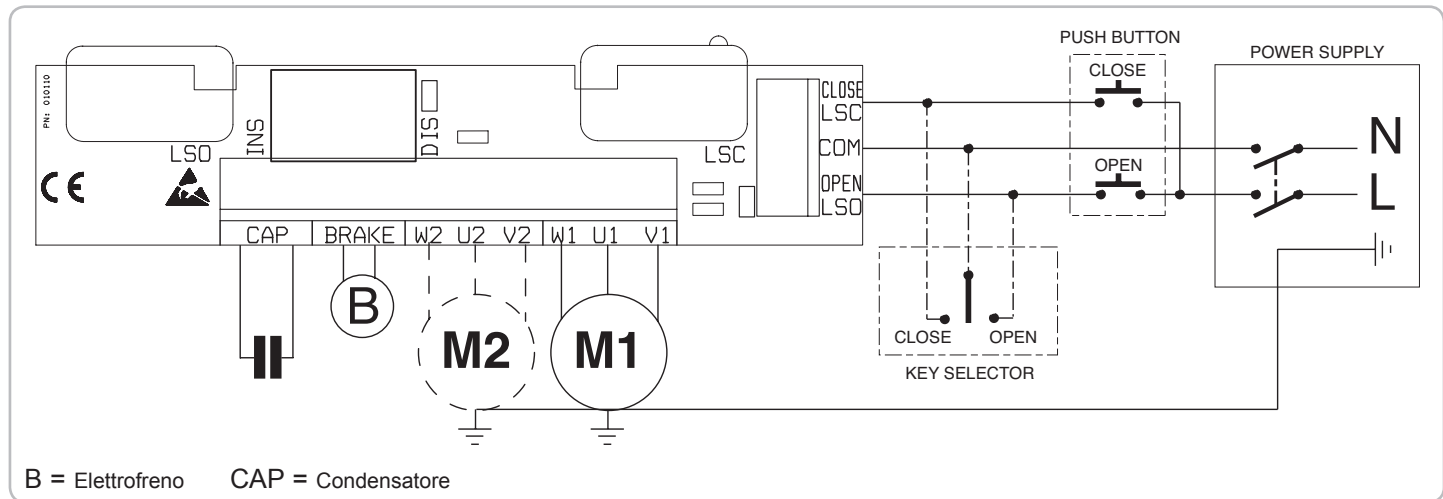 PUSH BUTTON
POWER SUPPLY
CLOSE
PN: 010110
INS
DIS
LSO
LSC
CLOSE
LSC
COM
OPEN
LSO
OPEN
N
L
CE
CAP
BRAKE
W2
U2
V2
W1
U1
V1
B
M2
M1
CLOSE
OPEN
KEY SELECTOR
B = Elettrofreno
CAP = Condensatore